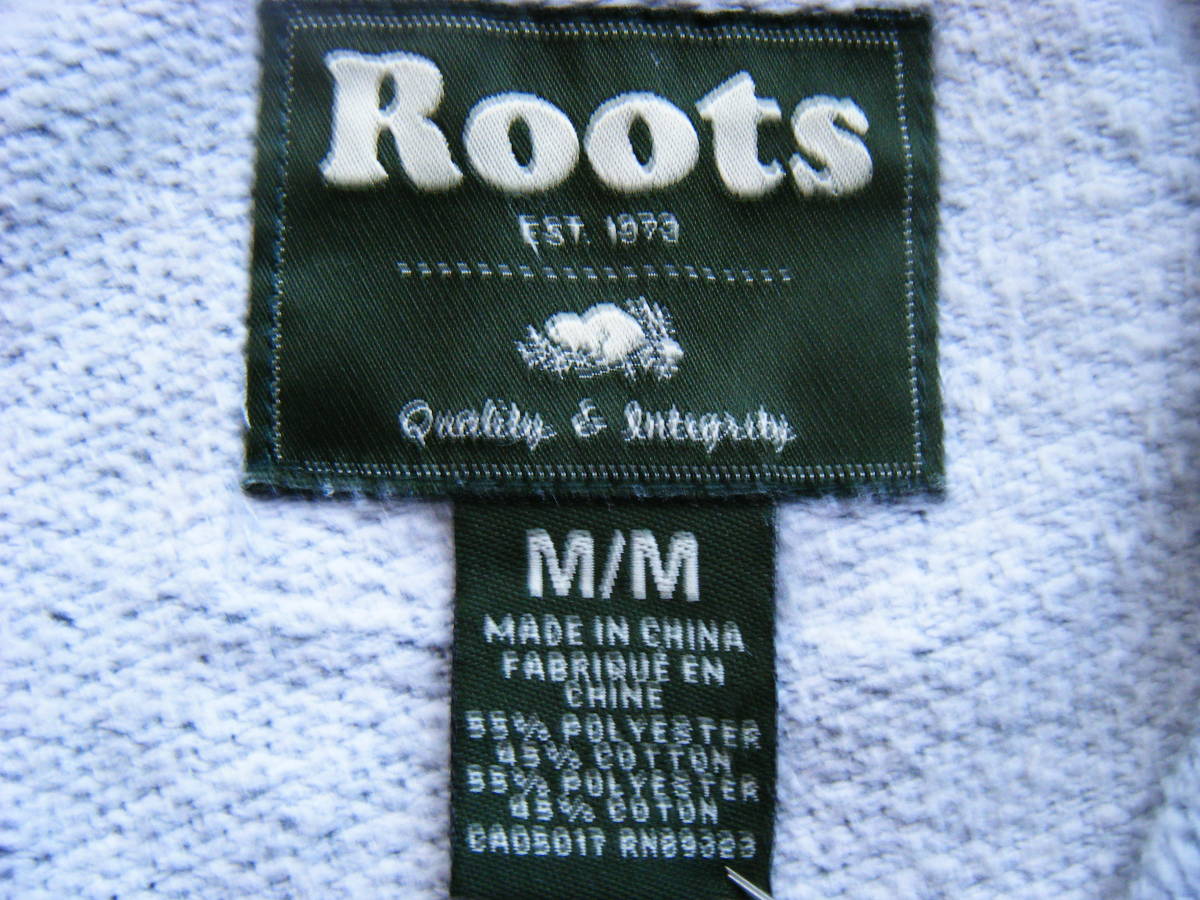 Roots
EST. 1973
Quality & Integrity
M/M
MADE IN CHINA
FABRIQUÉ EN
CHINE
55% POLYESTER
45% COTTON
55% POLYESTER
45% COTON
CA05017 RN89323